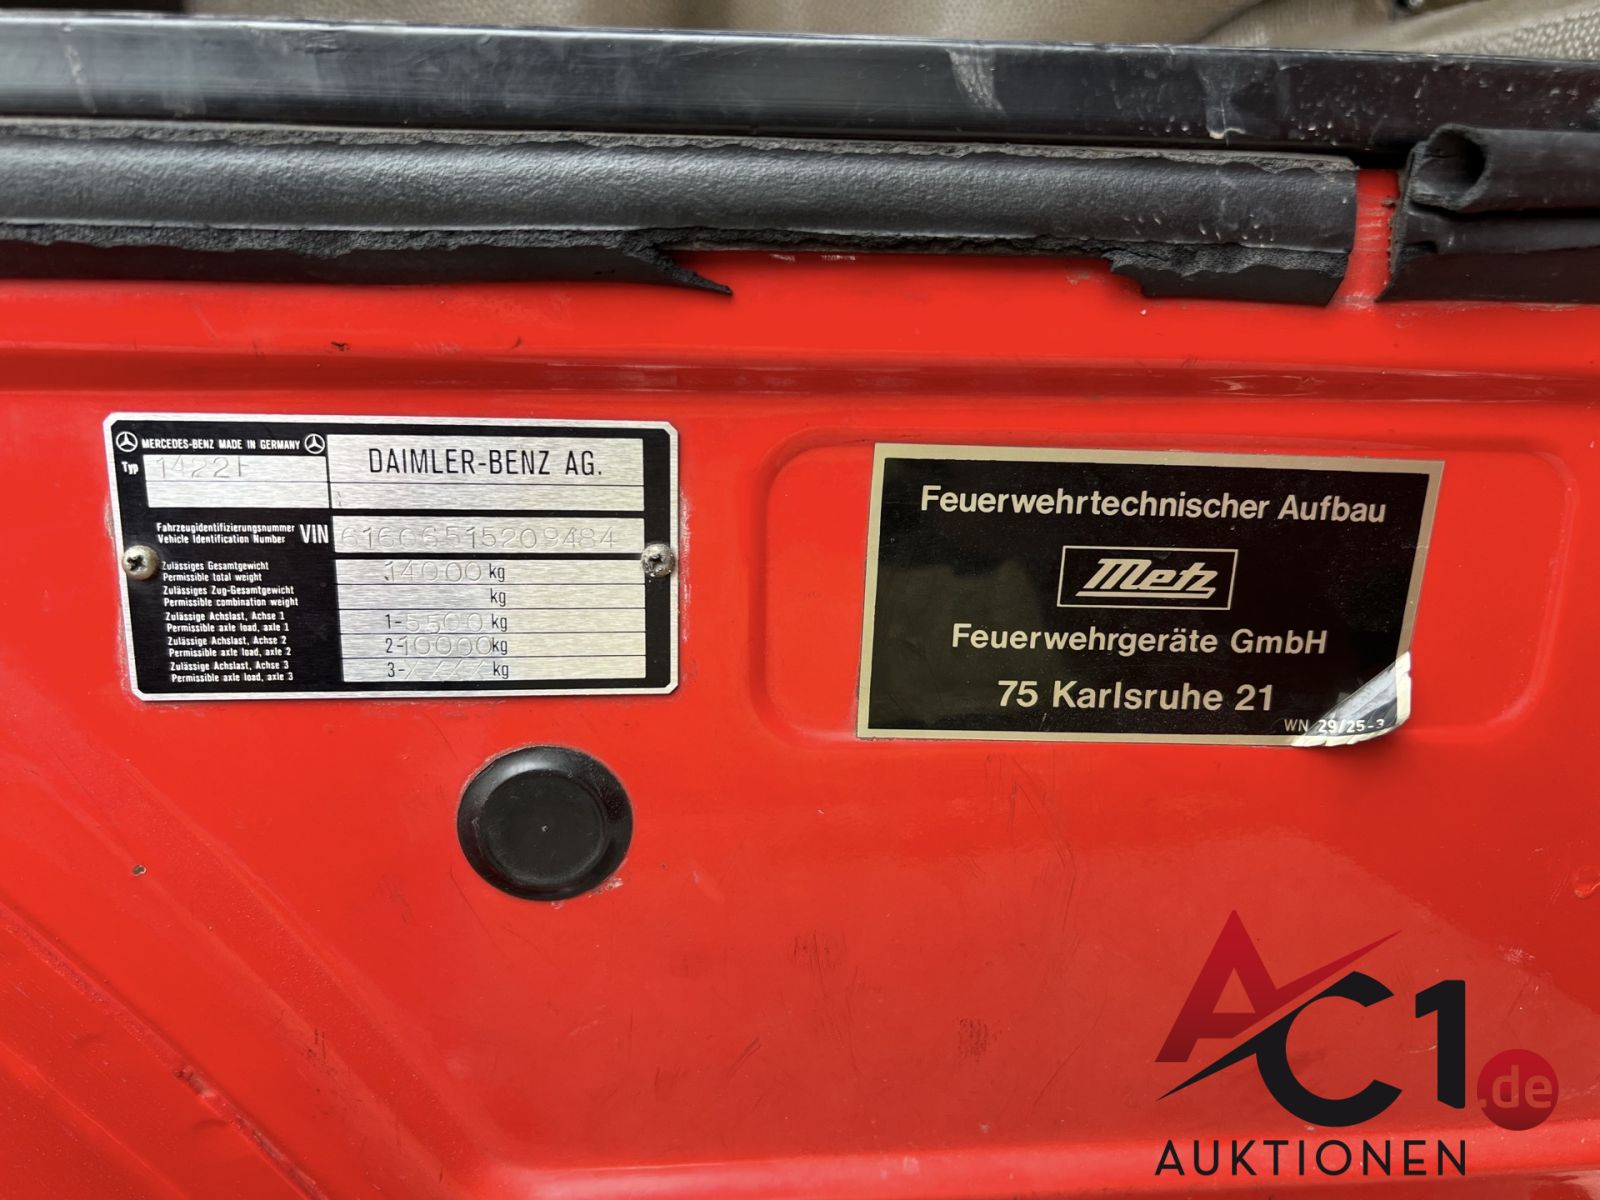 MERCEDES-BENZ MADE IN GERMANY
Typ 1422F
DAIMLER-BENZ AG.
Fahrzeugidentifizierungsnummer
Vehicle Identification Number VIN
Zulässiges Gesamtgewicht
Permissible total weight 14000 kg
Zulässiges Zug-Gesamtgewicht
Permissible combination weight kg
Zulässige Achslast, Achse 1
Permissible axle load, axle 1 1-5500 kg
Zulässige Achslast, Achse 2
Permissible axle load, axle 2 2-10000 kg
Zulässige Achslast, Achse 3
Permissible axle load, axle 3 3- kg
Feuerwehrtechnischer Aufbau
Metz
Feuerwehrgeräte GmbH
75 Karlsruhe 21
WN 29/25-3
AC1.de
AUKTIONEN